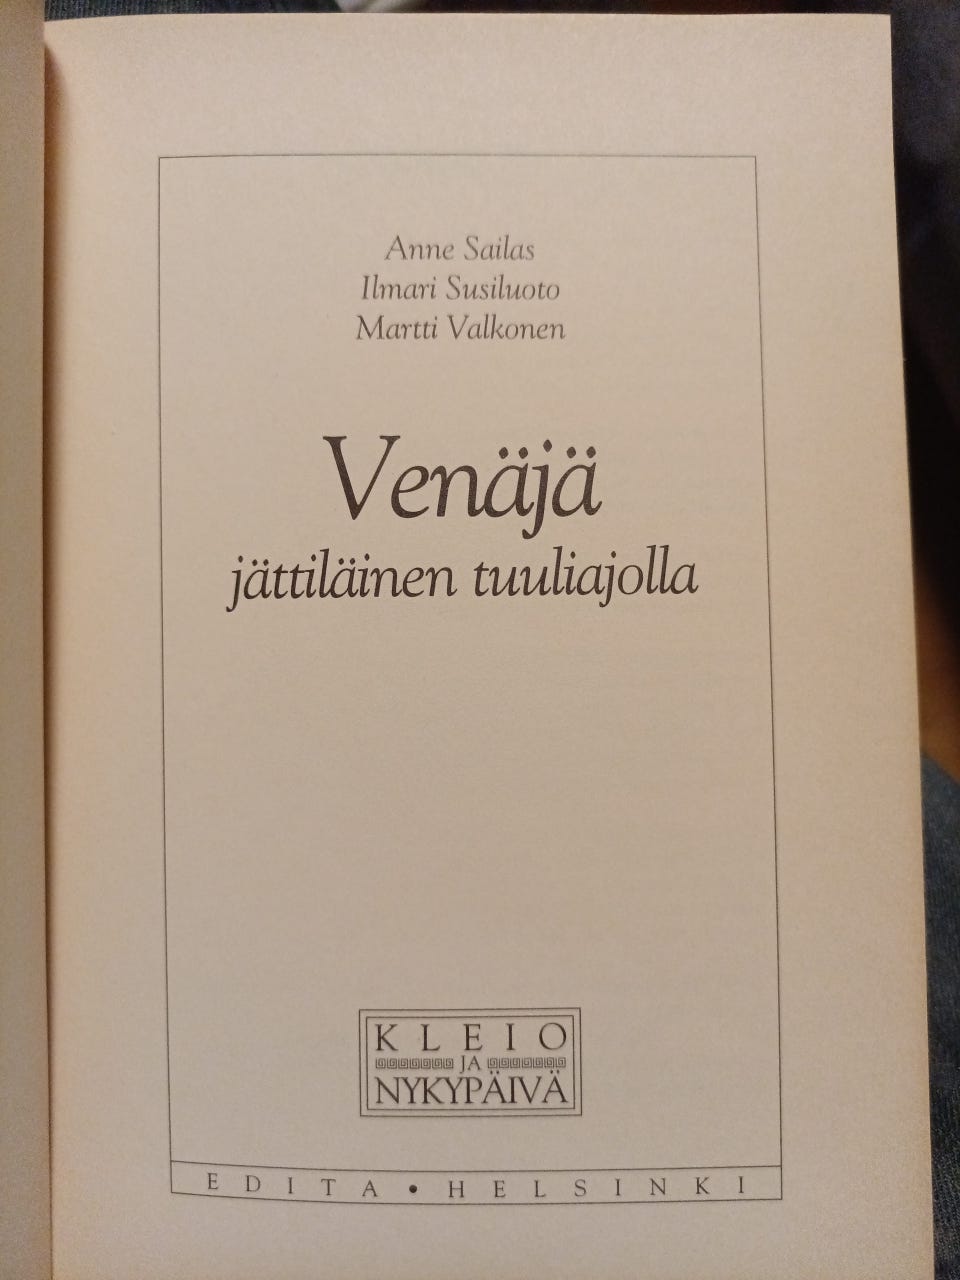 Anne Sailas
Ilmari Susiluoto
Martti Valkonen
Venäjä
jättiläinen tuuliajolla
KLEIO
JA
NYKYPÄIVÄ
EDITA • HELSINKI